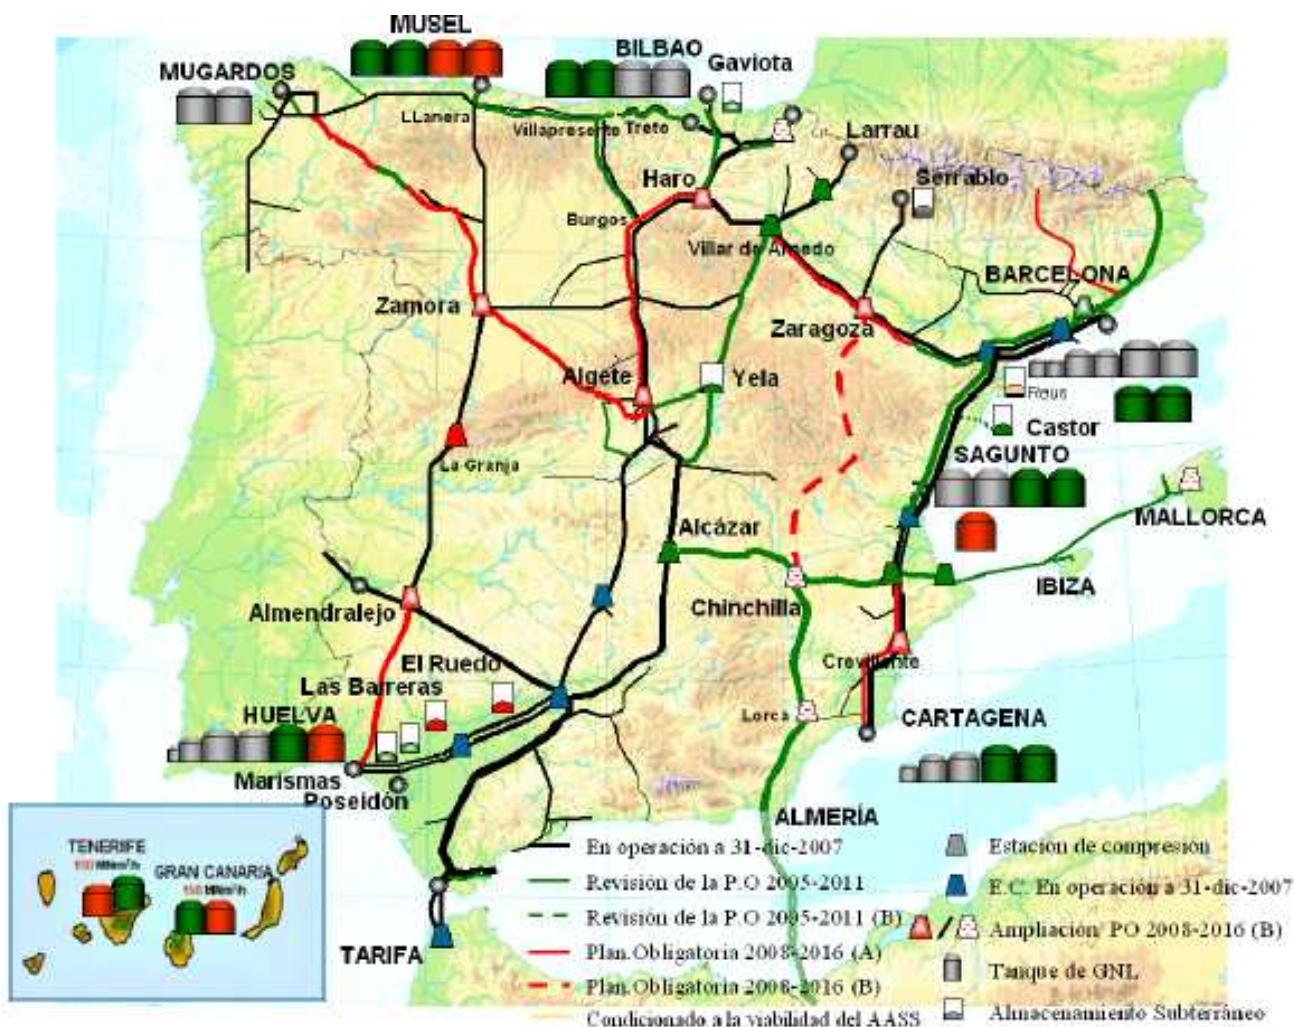 MUSEL
BILBAO
Gaviota
MUGARDOS
LLanera
Villapresente Treto
Larrau
Haro
Serrablo
Burgos
Villar de Arnedo
BARCELONA
Zamora
Zaragoza
Algete
Yela
Reus
Castor
La Granja
SAGUNTO
MALLORCA
Alcázar
IBIZA
Almendralejo
Chinchilla
El Ruedo
Crevillente
Las Barreras
HUELVA
Lorca
CARTAGENA
Marismas
Poseidón
ALMERÍA
TENERIFE
GRAN CANARIA
TARIFA
En operación a 31-dic-2007
Revisión de la P.O 2005-2011
Revisión de la P.O 2005-2011 (B)
Plan.Obligatoria 2008-2016 (A)
Plan.Obligatoria 2008-2016 (B)
Condicionado a la viabilidad del AASS
Estación de compresión
E.C. En operación a 31-dic-2007
Ampliación/ PO 2008-2016 (B)
Tanque de GNL
Almacenamiento Subterráneo